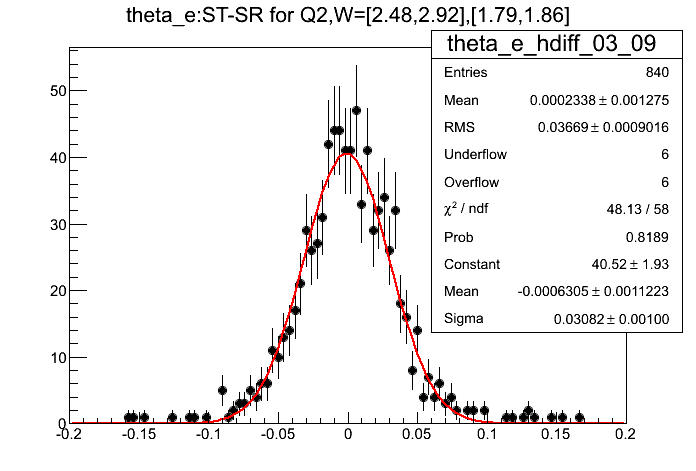 theta_e:ST-SR for Q2,W=[2.48,2.92],[1.79,1.86]
theta_e_hdiff_03_09
Entries 840
Mean 0.0002338 ± 0.001275
RMS 0.03669 ± 0.0009016
Underflow 6
Overflow 6
χ² / ndf 48.13 / 58
Prob 0.8189
Constant 40.52 ± 1.93
Mean -0.0006305 ± 0.0011223
Sigma 0.03082 ± 0.00100
50
40
30
20
10
0
-0.2 -0.15 -0.1 -0.05 0 0.05 0.1 0.15 0.2